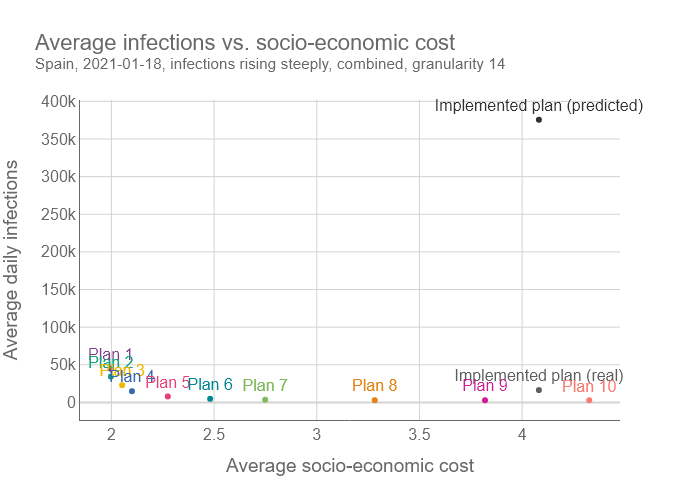 Average infections vs. socio-economic cost
Spain, 2021-01-18, infections rising steeply, combined, granularity 14
Average daily infections
400k
350k
300k
250k
200k
150k
100k
50k
0
Implemented plan (predicted)
Plan 1
Plan 2
Plan 3
Plan 4
Plan 5
Plan 6
Plan 7
Plan 8
Plan 9
Implemented plan (real)
Plan 10
2
2.5
3
3.5
4
Average socio-economic cost